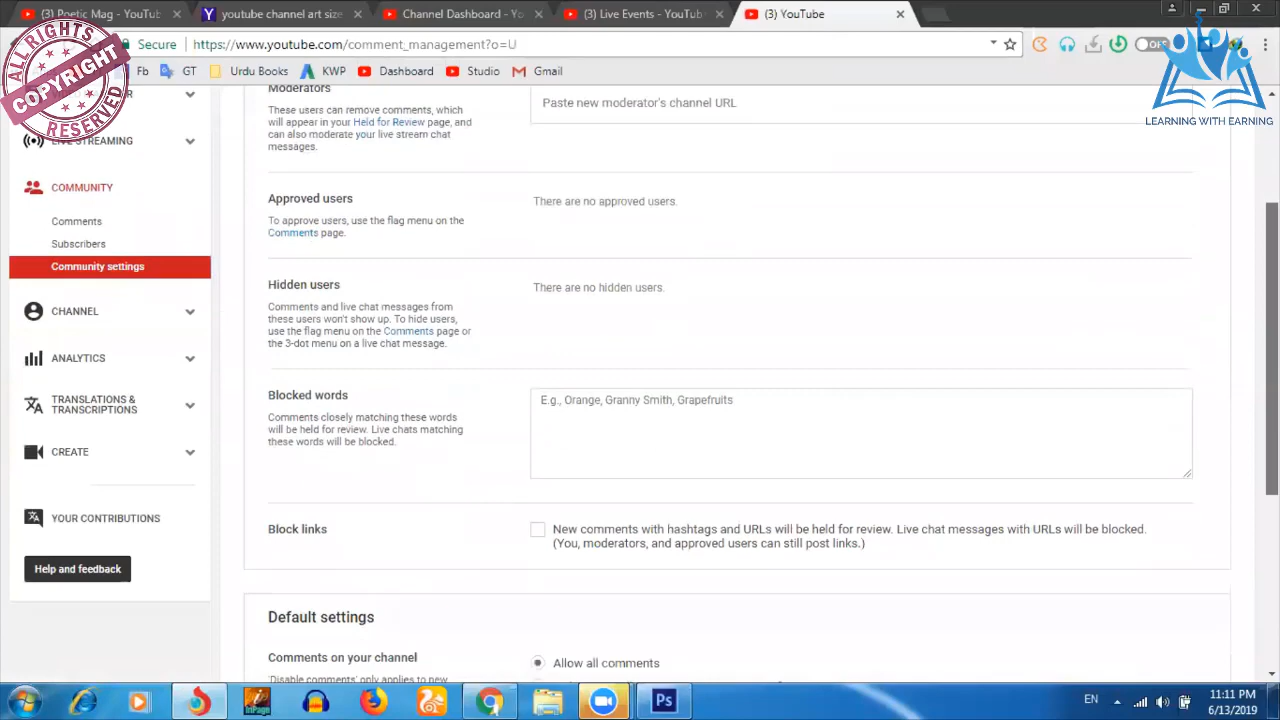 (3) Poetic Mag - YouTu
youtube channel art size
Channel Dashboard - Yo
(3) Live Events - YouTub
(3) YouTube
Secure
https://www.youtube.com/comment_management?o=U
OFF
Fb
GT
Urdu Books
KWP
Dashboard
Studio
Gmail
ALL RIGHTS
COPYRIGHT
RESERVED
LEARNING WITH EARNING
LIVE STREAMING
COMMUNITY
Comments
Subscribers
Community settings
CHANNEL
ANALYTICS
TRANSLATIONS &
TRANSCRIPTIONS
CREATE
YOUR CONTRIBUTIONS
Help and feedback
Moderators
These users can remove comments, which
will appear in your Held for Review page, and
can also moderate your live stream chat
messages.
Paste new moderator's channel URL
Approved users
To approve users, use the flag menu on the
Comments page.
There are no approved users.
Hidden users
Comments and live chat messages from
these users won't show up. To hide users,
use the flag menu on the Comments page or
the 3-dot menu on a live chat message.
There are no hidden users.
Blocked words
Comments closely matching these words
will be held for review. Live chats matching
these words will be blocked.
E.g., Orange, Granny Smith, Grapefruits
Block links
New comments with hashtags and URLs will be held for review. Live chat messages with URLs will be blocked.
(You, moderators, and approved users can still post links.)
Default settings
Comments on your channel
'Disable comments' only applies to new
Allow all comments
EN
11:11 PM
6/13/2019